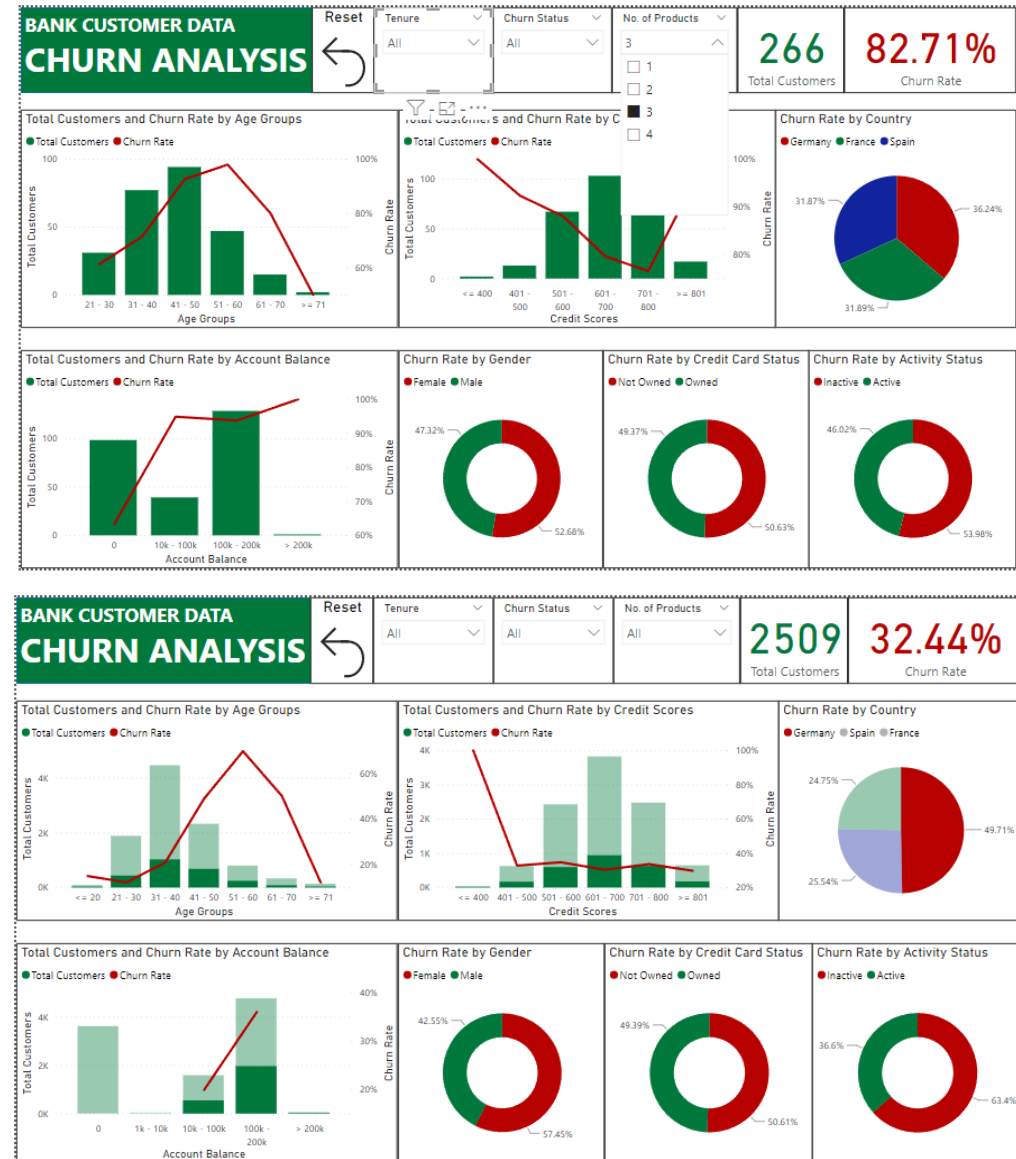 BANK CUSTOMER DATA
CHURN ANALYSIS
Reset
Tenure
All
Churn Status
All
No. of Products
3
1
2
3
4
266
Total Customers
82.71%
Churn Rate
Total Customers and Churn Rate by Age Groups
Total Customers Churn Rate
Total Customers
100
50
0
100%
80%
60%
Churn Rate
21 - 30 31 - 40 41 - 50 51 - 60 61 - 70 >= 71
Age Groups
Total Customers and Churn Rate by C
Total Customers Churn Rate
Total Customers
100
50
0
100%
90%
80%
Churn Rate
<= 400 401 - 500 501 - 600 601 - 700 701 - 800 >= 801
Credit Scores
Churn Rate by Country
Germany France Spain
31.87%
36.24%
31.89%
Total Customers and Churn Rate by Account Balance
Total Customers Churn Rate
Total Customers
100
50
0
100%
90%
80%
70%
60%
Churn Rate
0 10k - 100k 100k - 200k > 200k
Account Balance
Churn Rate by Gender
Female Male
47.32%
52.68%
Churn Rate by Credit Card Status
Not Owned Owned
49.37%
50.63%
Churn Rate by Activity Status
Inactive Active
46.02%
53.98%
BANK CUSTOMER DATA
CHURN ANALYSIS
Reset
Tenure
All
Churn Status
All
No. of Products
All
2509
Total Customers
32.44%
Churn Rate
Total Customers and Churn Rate by Age Groups
Total Customers Churn Rate
Total Customers
4K
2K
0K
60%
40%
20%
Churn Rate
<= 20 21 - 30 31 - 40 41 - 50 51 - 60 61 - 70 >= 71
Age Groups
Total Customers and Churn Rate by Credit Scores
Total Customers Churn Rate
Total Customers
4K
3K
2K
1K
0K
100%
80%
60%
40%
20%
Churn Rate
<= 400 401 - 500 501 - 600 601 - 700 701 - 800 >= 801
Credit Scores
Churn Rate by Country
Germany Spain France
24.75%
49.71%
25.54%
Total Customers and Churn Rate by Account Balance
Total Customers Churn Rate
Total Customers
4K
2K
0K
40%
30%
20%
Churn Rate
0 1k - 10k 10k - 100k 100k - 200k > 200k
Account Balance
Churn Rate by Gender
Female Male
42.55%
57.45%
Churn Rate by Credit Card Status
Not Owned Owned
49.39%
50.61%
Churn Rate by Activity Status
Inactive Active
36.6%
63.4%